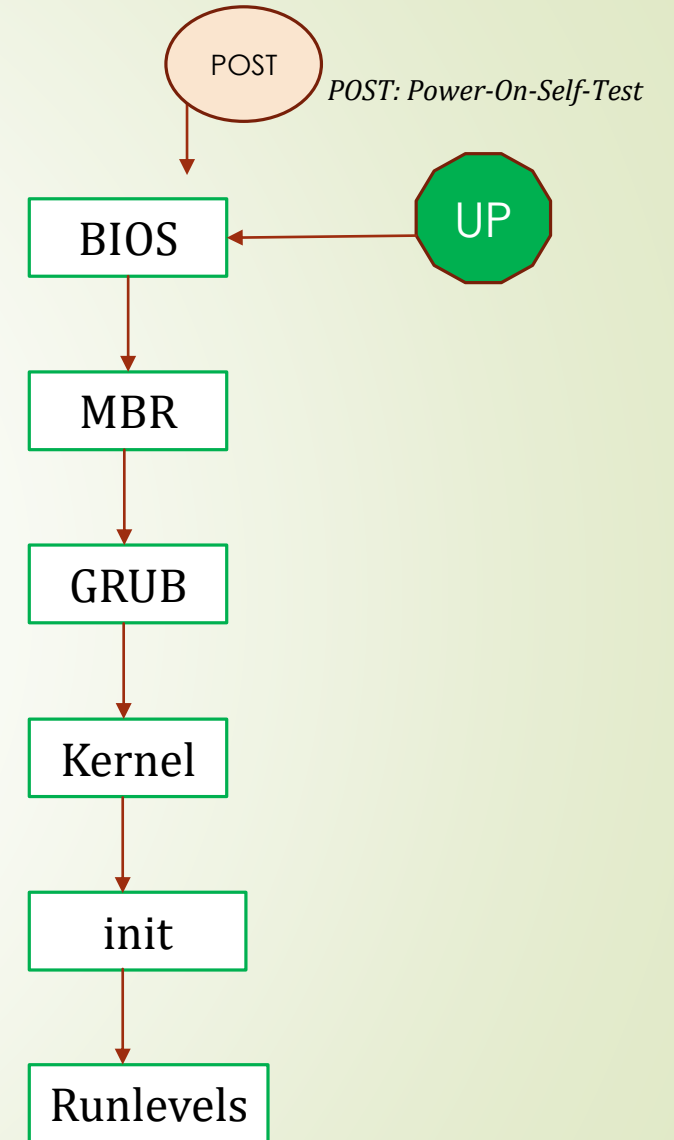 POST
POST: Power-On-Self-Test
UP
BIOS
MBR
GRUB
Kernel
init
Runlevels